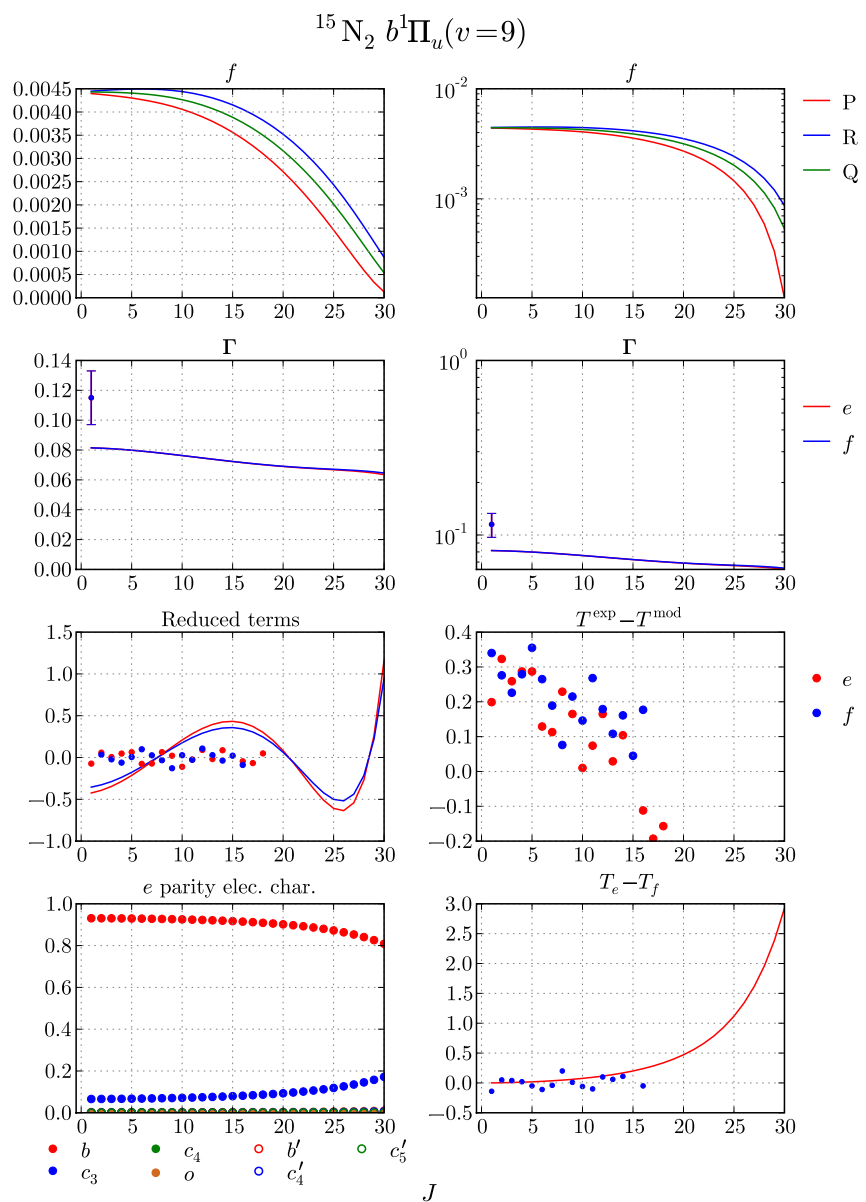 ¹⁵N₂ b¹Πᵤ(v=9)
f
0.0045
0.0040
0.0035
0.0030
0.0025
0.0020
0.0015
0.0010
0.0005
0.0000
0 5 10 15 20 25 30
f
10⁻²
10⁻³
0 5 10 15 20 25 30
P
R
Q
Γ
0.14
0.12
0.10
0.08
0.06
0.04
0.02
0.00
0 5 10 15 20 25 30
Γ
10⁰
10⁻¹
0 5 10 15 20 25 30
e
f
Reduced terms
1.5
1.0
0.5
0.0
−0.5
−1.0
0 5 10 15 20 25 30
Tᵉˣᵖ−Tᵐᵒᵈ
0.4
0.3
0.2
0.1
0.0
−0.1
−0.2
0 5 10 15 20 25 30
e
f
e parity elec. char.
1.0
0.8
0.6
0.4
0.2
0.0
0 5 10 15 20 25 30
T_e−T_f
3.0
2.5
2.0
1.5
1.0
0.5
0.0
−0.5
0 5 10 15 20 25 30
b c₄ b′ c₅′
c₃ o c₄′
J